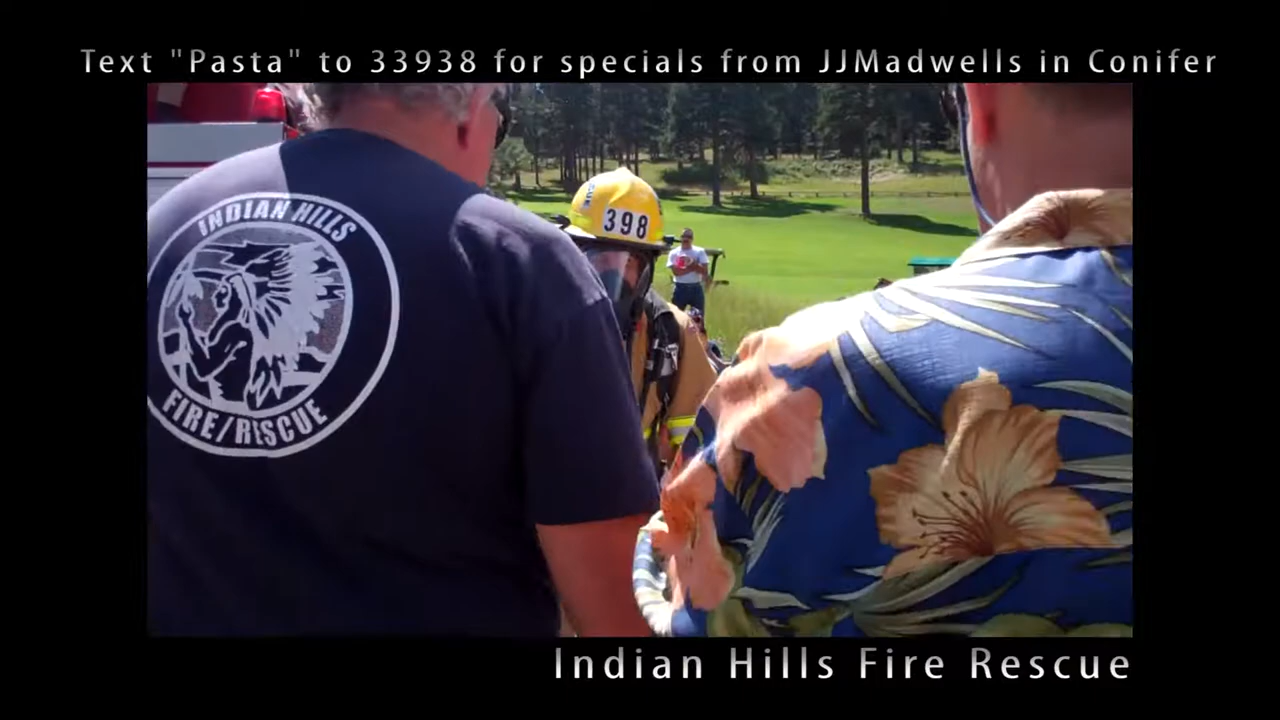 Text "Pasta" to 33938 for specials from JJMadwells in Conifer
INDIAN HILLS
398
FIRE/RESCUE
Indian Hills Fire Rescue